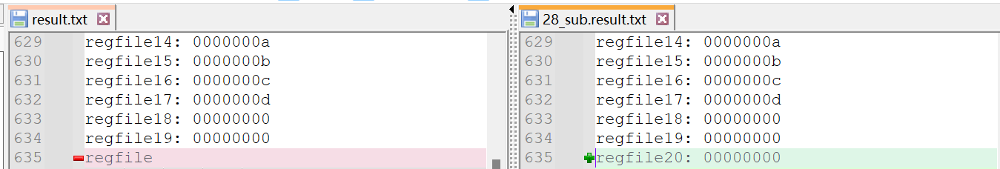 result.txt
629 regfile14: 0000000a
630 regfile15: 0000000b
631 regfile16: 0000000c
632 regfile17: 0000000d
633 regfile18: 00000000
634 regfile19: 00000000
635 regfile
28_sub.result.txt
629 regfile14: 0000000a
630 regfile15: 0000000b
631 regfile16: 0000000c
632 regfile17: 0000000d
633 regfile18: 00000000
634 regfile19: 00000000
635 regfile20: 00000000